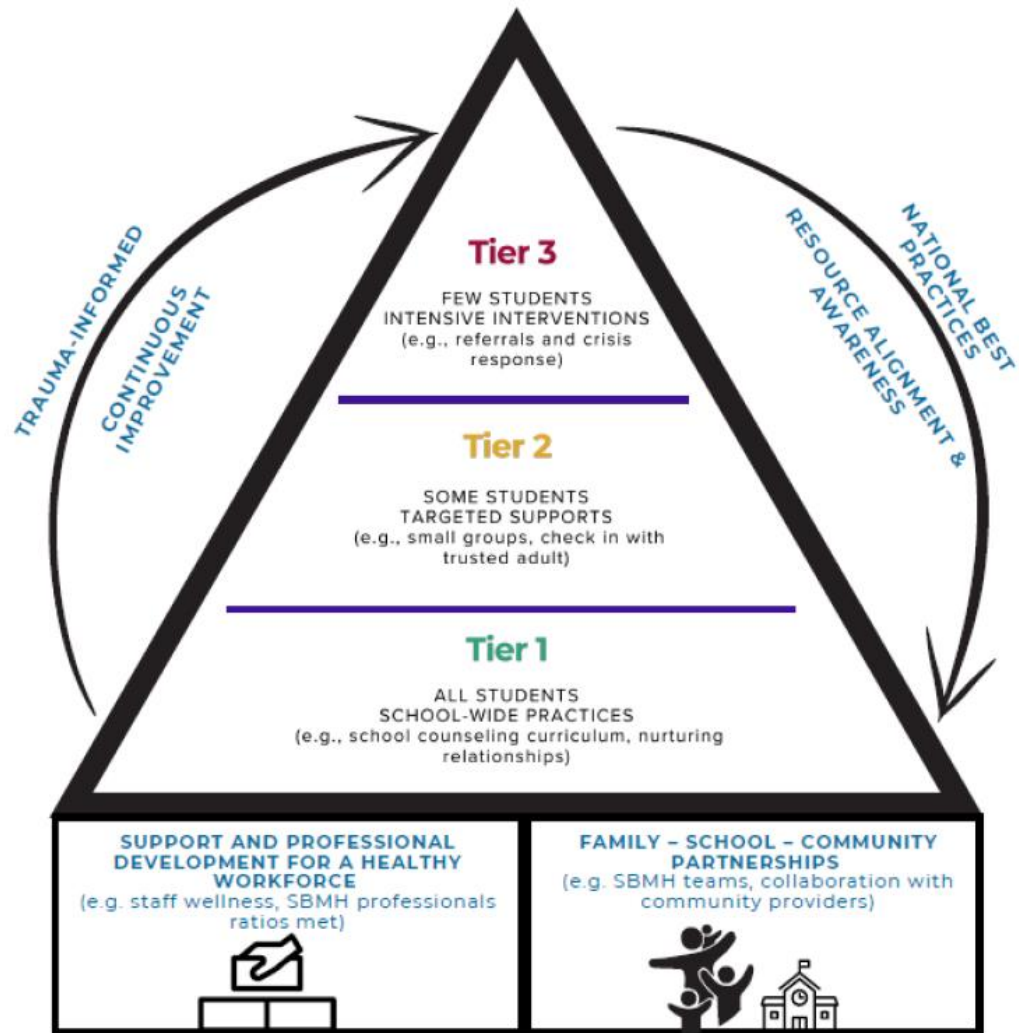 TRAUMA-INFORMED
CONTINUOUS
IMPROVEMENT
NATIONAL BEST
PRACTICES
RESOURCE ALIGNMENT &
AWARENESS
Tier 3
FEW STUDENTS
INTENSIVE INTERVENTIONS
(e.g., referrals and crisis
response)
Tier 2
SOME STUDENTS
TARGETED SUPPORTS
(e.g., small groups, check in with
trusted adult)
Tier 1
ALL STUDENTS
SCHOOL-WIDE PRACTICES
(e.g., school counseling curriculum, nurturing
relationships)
SUPPORT AND PROFESSIONAL
DEVELOPMENT FOR A HEALTHY
WORKFORCE
(e.g. staff wellness, SBMH professionals
ratios met)
FAMILY – SCHOOL – COMMUNITY
PARTNERSHIPS
(e.g. SBMH teams, collaboration with
community providers)